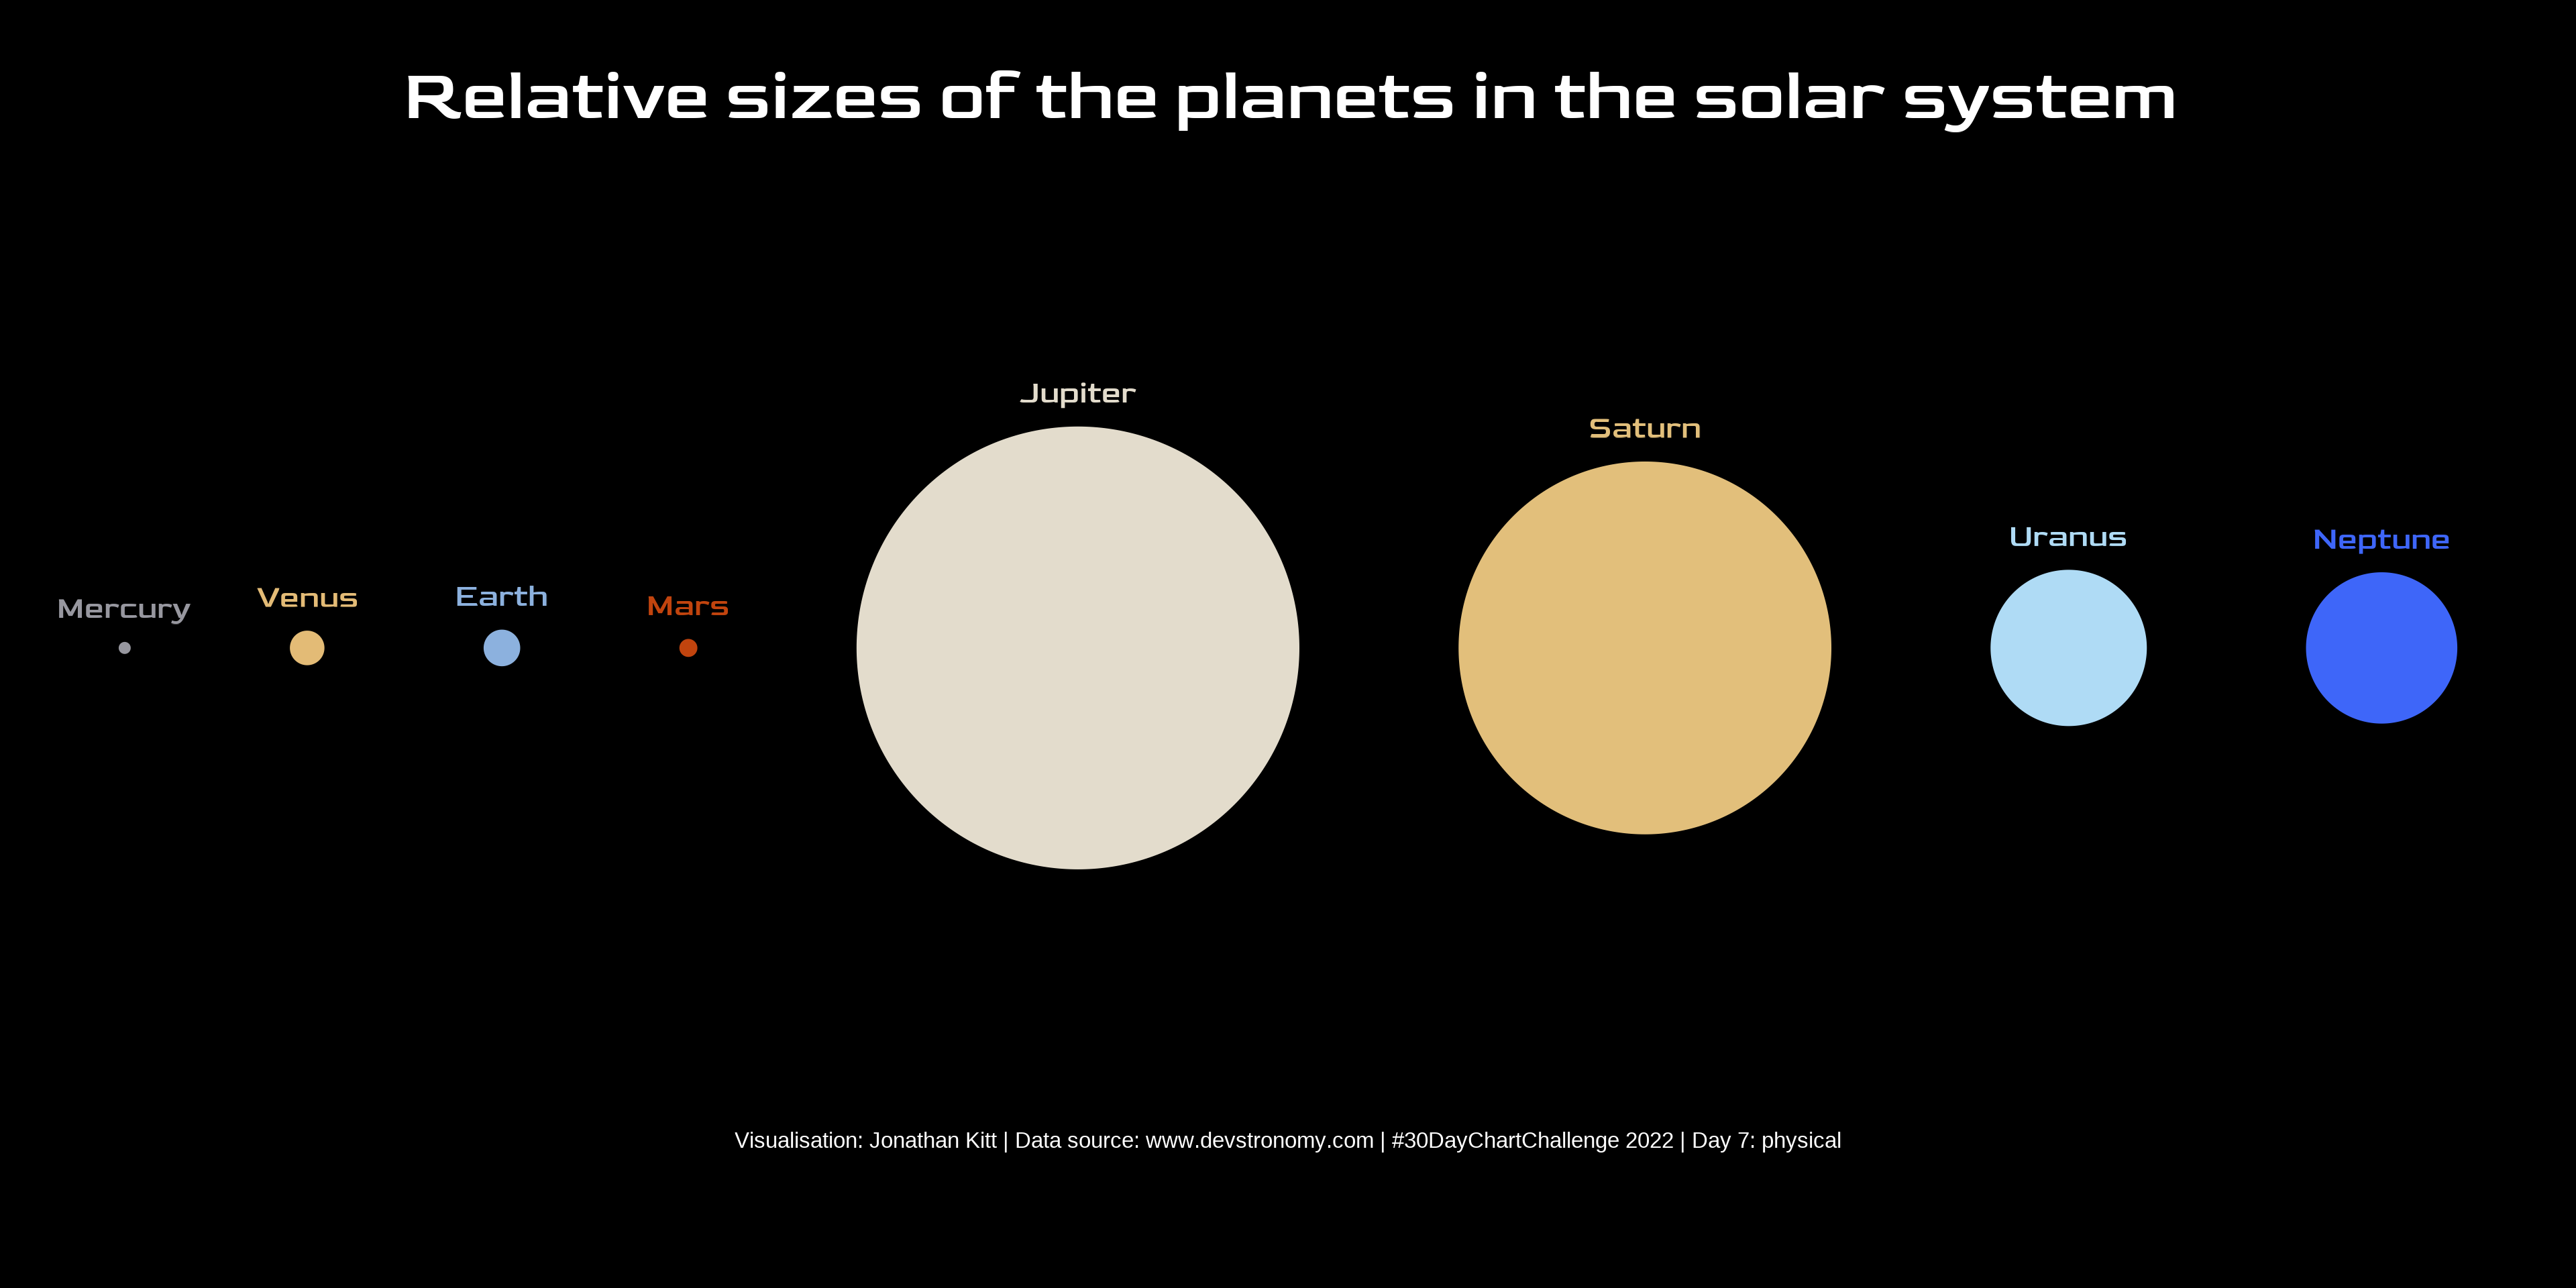 Relative sizes of the planets in the solar system
Jupiter
Saturn
Uranus
Neptune
Mercury
Venus
Earth
Mars
Visualisation: Jonathan Kitt | Data source: www.devstronomy.com | #30DayChartChallenge 2022 | Day 7: physical